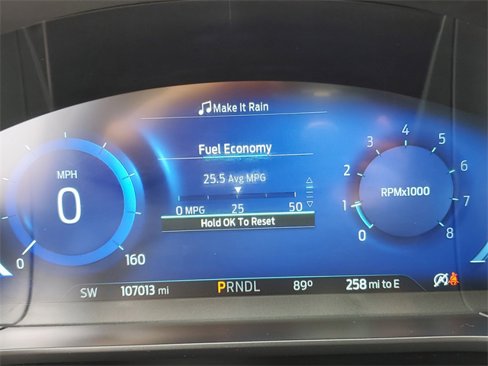 Make It Rain
Fuel Economy
25.5 Avg MPG
0 MPG 25 50
Hold OK To Reset
MPH
0
0 160
4
3 5
2 6
1 7
0 8
RPMx1000
SW 107013 mi PRNDL 89° 258 mi to E